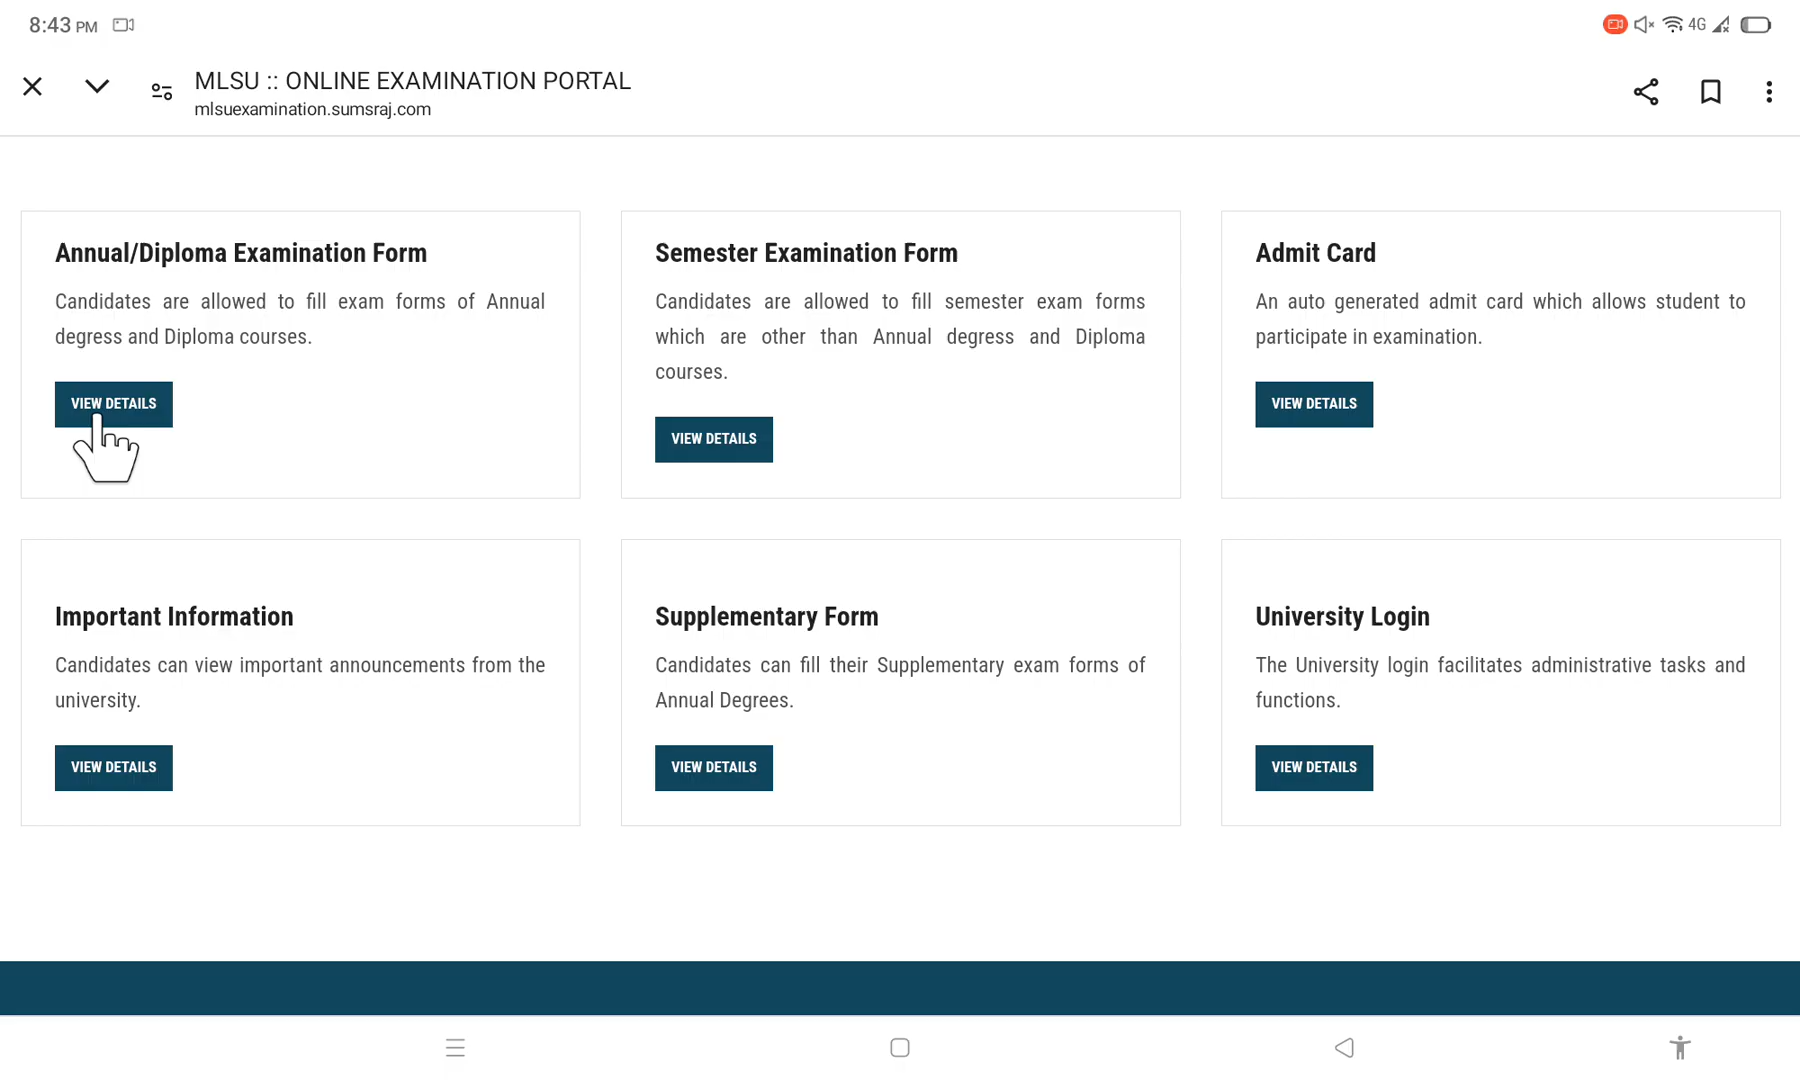 8:43 PM
4G
MLSU :: ONLINE EXAMINATION PORTAL
mlsuexamination.sumsraj.com
Annual/Diploma Examination Form
Candidates are allowed to fill exam forms of Annual
degress and Diploma courses.
VIEW DETAILS
Semester Examination Form
Candidates are allowed to fill semester exam forms
which are other than Annual degress and Diploma
courses.
VIEW DETAILS
Admit Card
An auto generated admit card which allows student to
participate in examination.
VIEW DETAILS
Important Information
Candidates can view important announcements from the
university.
VIEW DETAILS
Supplementary Form
Candidates can fill their Supplementary exam forms of
Annual Degrees.
VIEW DETAILS
University Login
The University login facilitates administrative tasks and
functions.
VIEW DETAILS